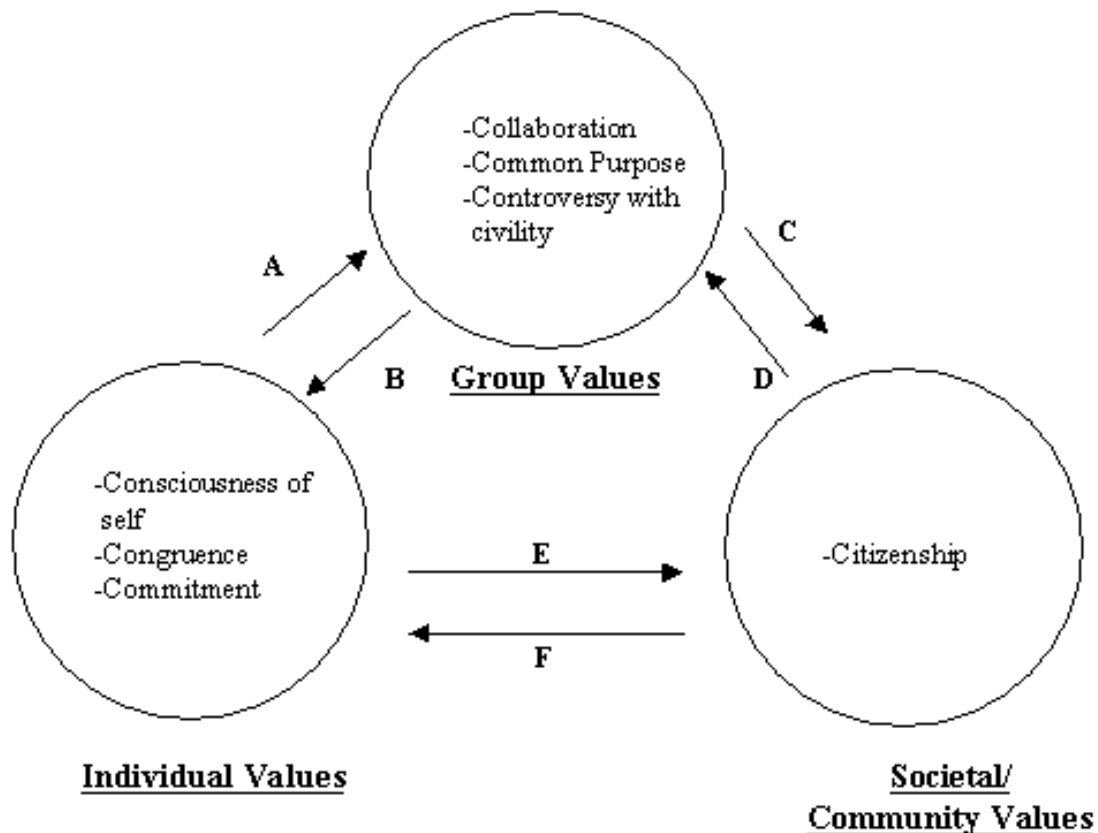 -Collaboration
-Common Purpose
-Controversy with
civility
A
C
B
Group Values
D
-Consciousness of
self
-Congruence
-Commitment
E
-Citizenship
F
Individual Values
Societal/
Community Values